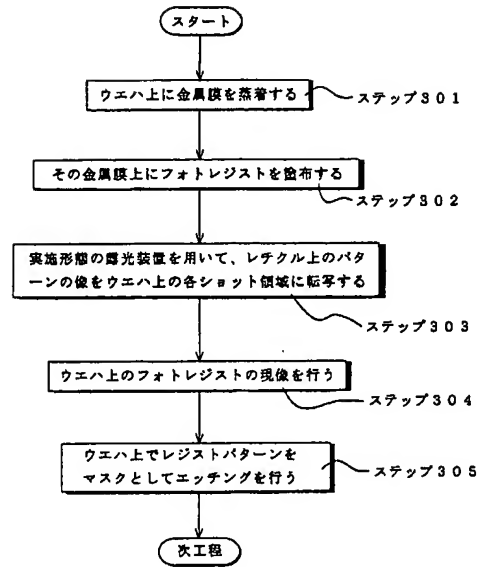 スタート
ウエハ上に金属膜を蒸着する
ステップ301
その金属膜上にフォトレジストを塗布する
ステップ302
実施形態の露光装置を用いて、レチクル上のパタ
ーンの像をウエハ上の各ショット領域に転写する
ステップ303
ウエハ上のフォトレジストの現像を行う
ステップ304
ウエハ上でレジストパターンを
マスクとしてエッチングを行う
ステップ305
次工程